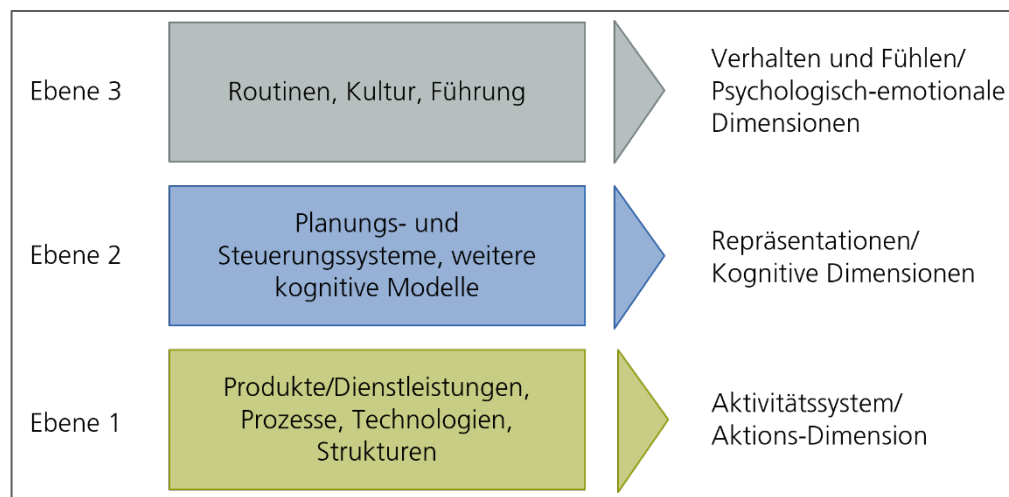 Ebene 3
Routinen, Kultur, Führung
Verhalten und Fühlen/
Psychologisch-emotionale
Dimensionen
Ebene 2
Planungs- und
Steuerungssysteme, weitere
kognitive Modelle
Repräsentationen/
Kognitive Dimensionen
Ebene 1
Produkte/Dienstleistungen,
Prozesse, Technologien,
Strukturen
Aktivitätssystem/
Aktions-Dimension